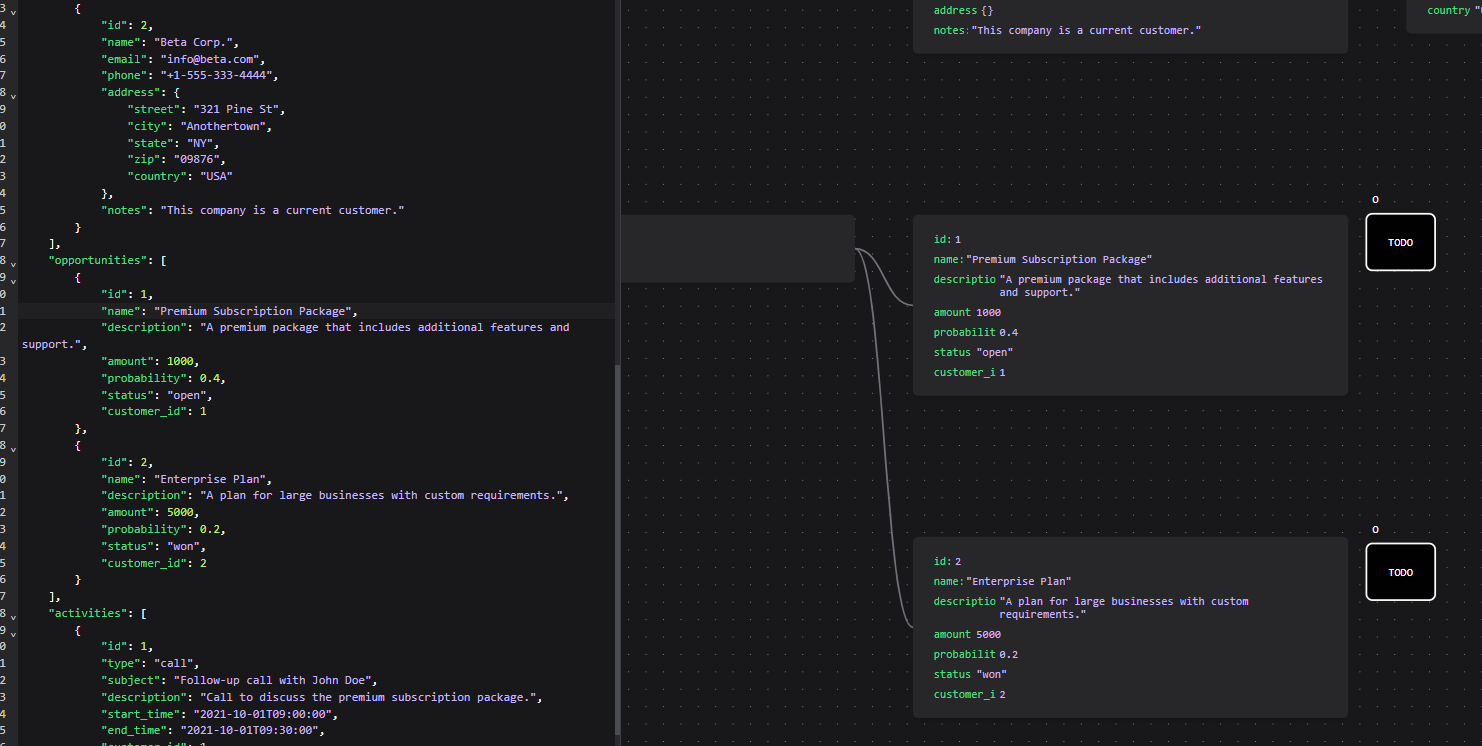 3 {
4 "id": 2,
5 "name": "Beta Corp.",
6 "email": "info@beta.com",
7 "phone": "+1-555-333-4444",
8 "address": {
9 "street": "321 Pine St",
0 "city": "Anothertown",
1 "state": "NY",
2 "zip": "09876",
3 "country": "USA"
4 },
5 "notes": "This company is a current customer."
6 }
7 ],
8 "opportunities": [
9 {
0 "id": 1,
1 "name": "Premium Subscription Package",
2 "description": "A premium package that includes additional features and
support.",
3 "amount": 1000,
4 "probability": 0.4,
5 "status": "open",
6 "customer_id": 1
7 },
8 {
9 "id": 2,
0 "name": "Enterprise Plan",
1 "description": "A plan for large businesses with custom requirements.",
2 "amount": 5000,
3 "probability": 0.2,
4 "status": "won",
5 "customer_id": 2
6 }
7 ],
8 "activities": [
9 {
0 "id": 1,
1 "type": "call",
2 "subject": "Follow-up call with John Doe",
3 "description": "Call to discuss the premium subscription package.",
4 "start_time": "2021-10-01T09:00:00",
5 "end_time": "2021-10-01T09:30:00",
"customer_id": 1
address {}
notes:"This company is a current customer."
country
id: 1
name:"Premium Subscription Package"
descriptio "A premium package that includes additional features
and support."
amount 1000
probabilit 0.4
status "open"
customer_i 1
O
TODO
id: 2
name:"Enterprise Plan"
descriptio "A plan for large businesses with custom
requirements."
amount 5000
probabilit 0.2
status "won"
customer_i 2
O
TODO